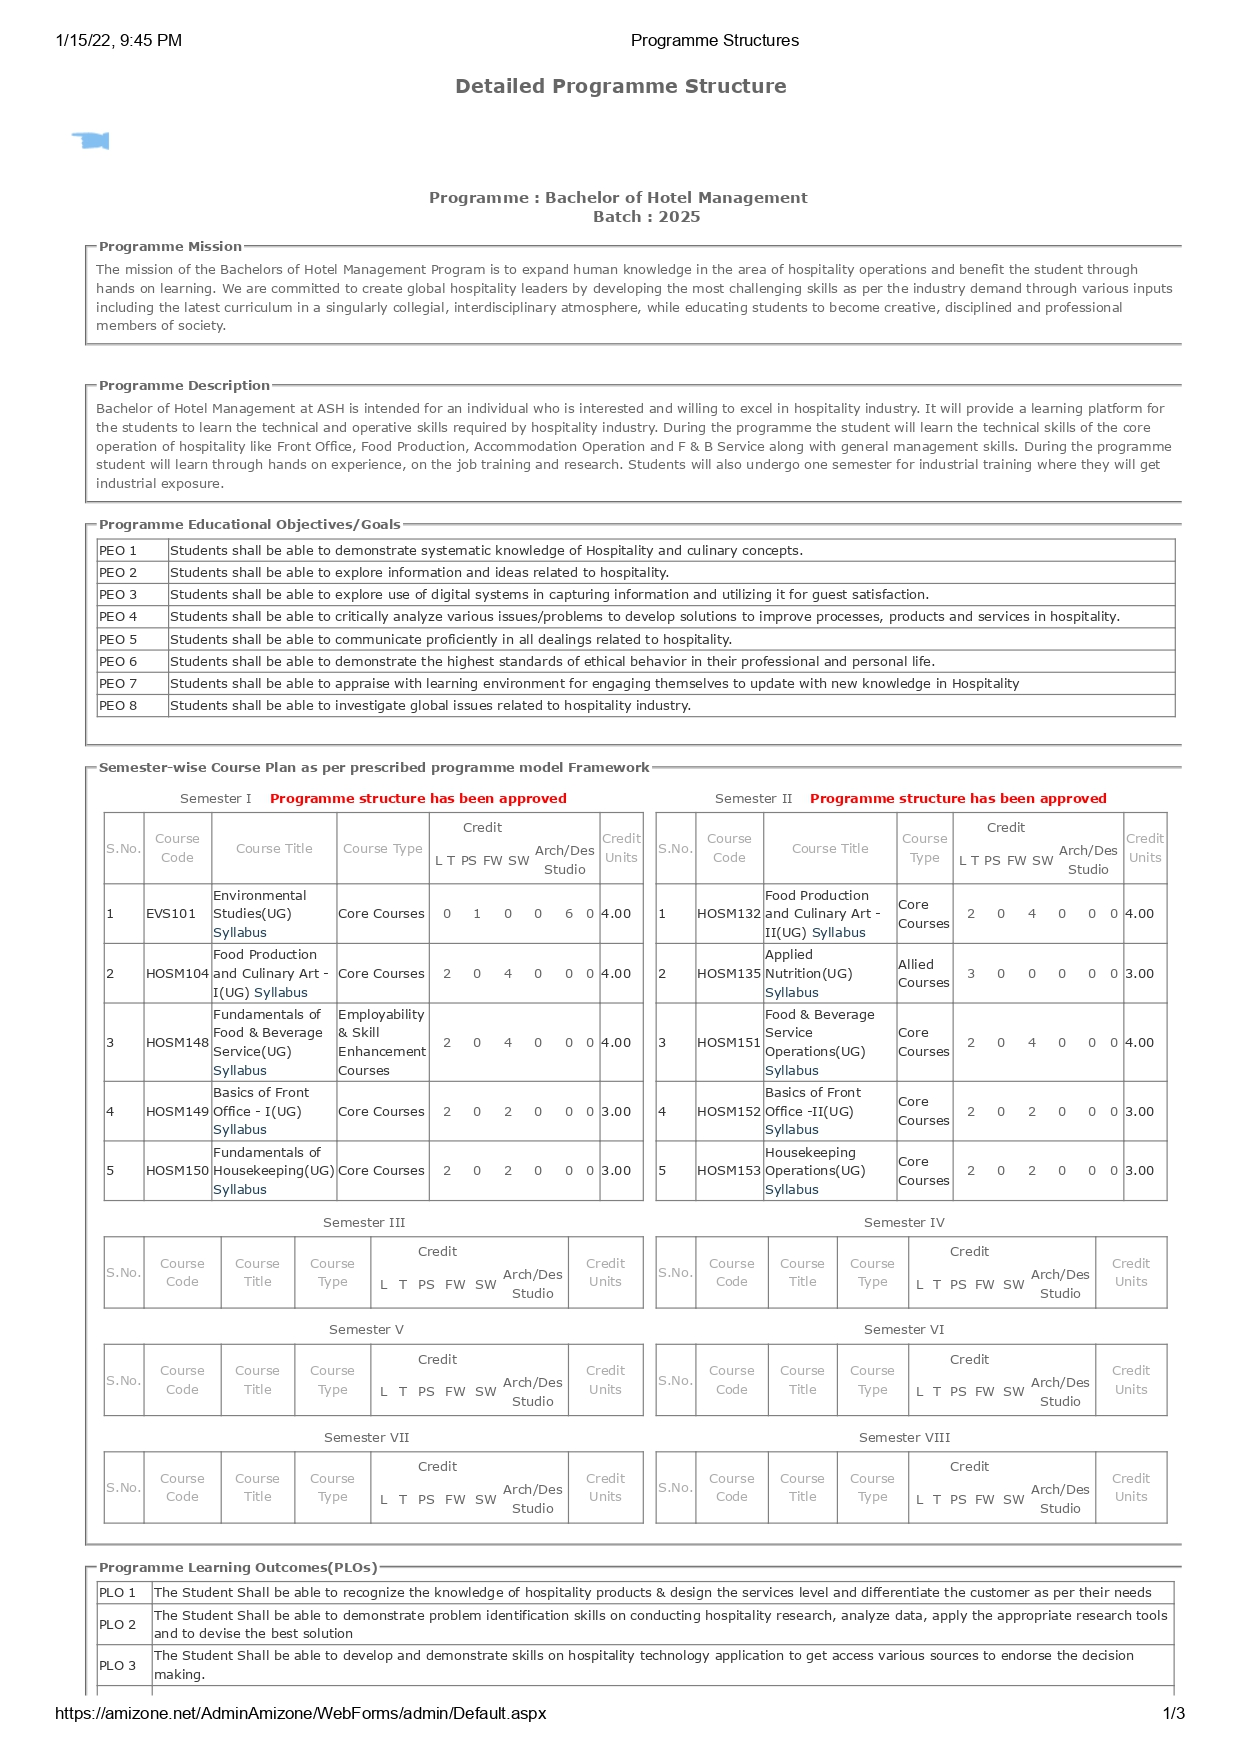 1/15/22, 9:45 PM
Programme Structures
Detailed Programme Structure
Programme : Bachelor of Hotel Management
Batch : 2025
Programme Mission
The mission of the Bachelors of Hotel Management Program is to expand human knowledge in the area of hospitality operations and benefit the student through
hands on learning. We are committed to create global hospitality leaders by developing the most challenging skills as per the industry demand through various inputs
including the latest curriculum in a singularly collegial, interdisciplinary atmosphere, while educating students to become creative, disciplined and professional
members of society.
Programme Description
Bachelor of Hotel Management at ASH is intended for an individual who is interested and willing to excel in hospitality industry. It will provide a learning platform for
the students to learn the technical and operative skills required by hospitality industry. During the programme the student will learn the technical skills of the core
operation of hospitality like Front Office, Food Production, Accommodation Operation and F & B Service along with general management skills. During the programme
student will learn through hands on experience, on the job training and research. Students will also undergo one semester for industrial training where they will get
industrial exposure.
Programme Educational Objectives/Goals
PEO 1 Students shall be able to demonstrate systematic knowledge of Hospitality and culinary concepts.
PEO 2 Students shall be able to explore information and ideas related to hospitality.
PEO 3 Students shall be able to explore use of digital systems in capturing information and utilizing it for guest satisfaction.
PEO 4 Students shall be able to critically analyze various issues/problems to develop solutions to improve processes, products and services in hospitality.
PEO 5 Students shall be able to communicate proficiently in all dealings related to hospitality.
PEO 6 Students shall be able to demonstrate the highest standards of ethical behavior in their professional and personal life.
PEO 7 Students shall be able to appraise with learning environment for engaging themselves to update with new knowledge in Hospitality
PEO 8 Students shall be able to investigate global issues related to hospitality industry.
Semester-wise Course Plan as per prescribed programme model Framework
Semester I Programme structure has been approved
S.No. Course Code Course Title Course Type Credit L T PS FW SW Arch/Des Studio Credit Units
1 EVS101 Environmental Studies(UG) Syllabus Core Courses 0 1 0 0 6 0 4.00
2 HOSM104 Food Production and Culinary Art - I(UG) Syllabus Core Courses 2 0 4 0 0 0 4.00
3 HOSM148 Fundamentals of Food & Beverage Service(UG) Syllabus Employability & Skill Enhancement Courses 2 0 4 0 0 0 4.00
4 HOSM149 Basics of Front Office - I(UG) Syllabus Core Courses 2 0 2 0 0 0 3.00
5 HOSM150 Fundamentals of Housekeeping(UG) Syllabus Core Courses 2 0 2 0 0 0 3.00
Semester II Programme structure has been approved
S.No. Course Code Course Title Course Type Credit L T PS FW SW Arch/Des Studio Credit Units
1 HOSM132 Food Production and Culinary Art - II(UG) Syllabus Core Courses 2 0 4 0 0 0 4.00
2 HOSM135 Applied Nutrition(UG) Syllabus Allied Courses 3 0 0 0 0 0 3.00
3 HOSM151 Food & Beverage Service Operations(UG) Syllabus Core Courses 2 0 4 0 0 0 4.00
4 HOSM152 Basics of Front Office -II(UG) Syllabus Core Courses 2 0 2 0 0 0 3.00
5 HOSM153 Housekeeping Operations(UG) Syllabus Core Courses 2 0 2 0 0 0 3.00
Semester III
S.No. Course Code Course Title Course Type Credit L T PS FW SW Arch/Des Studio Credit Units
Semester IV
S.No. Course Code Course Title Course Type Credit L T PS FW SW Arch/Des Studio Credit Units
Semester V
S.No. Course Code Course Title Course Type Credit L T PS FW SW Arch/Des Studio Credit Units
Semester VI
S.No. Course Code Course Title Course Type Credit L T PS FW SW Arch/Des Studio Credit Units
Semester VII
S.No. Course Code Course Title Course Type Credit L T PS FW SW Arch/Des Studio Credit Units
Semester VIII
S.No. Course Code Course Title Course Type Credit L T PS FW SW Arch/Des Studio Credit Units
Programme Learning Outcomes(PLOs)
PLO 1 The Student Shall be able to recognize the knowledge of hospitality products & design the services level and differentiate the customer as per their needs
PLO 2 The Student Shall be able to demonstrate problem identification skills on conducting hospitality research, analyze data, apply the appropriate research tools
and to devise the best solution
PLO 3 The Student Shall be able to develop and demonstrate skills on hospitality technology application to get access various sources to endorse the decision
making.
https://amizone.net/AdminAmizone/WebForms/admin/Default.aspx
1/3